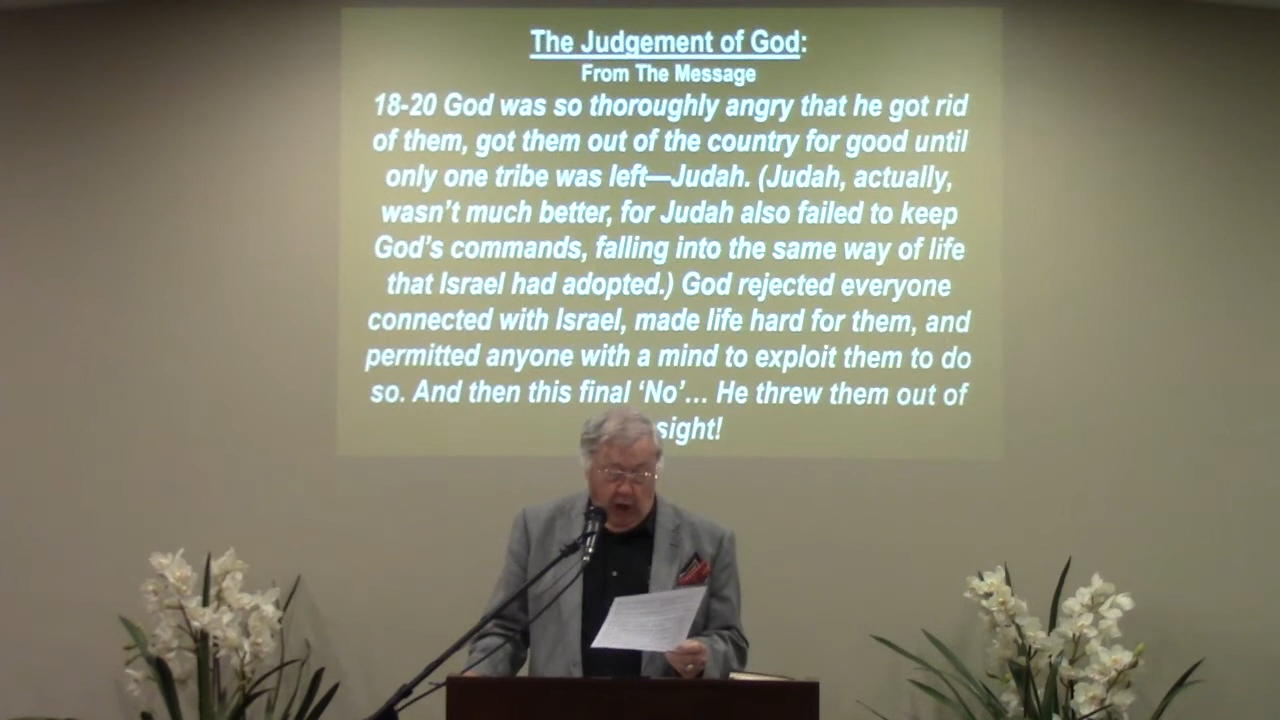 The Judgement of God:
From The Message
18-20 God was so thoroughly angry that he got rid
of them, got them out of the country for good until
only one tribe was left—Judah. (Judah, actually,
wasn’t much better, for Judah also failed to keep
God’s commands, falling into the same way of life
that Israel had adopted.) God rejected everyone
connected with Israel, made life hard for them, and
permitted anyone with a mind to exploit them to do
so. And then this final ‘No’... He threw them out of
sight!